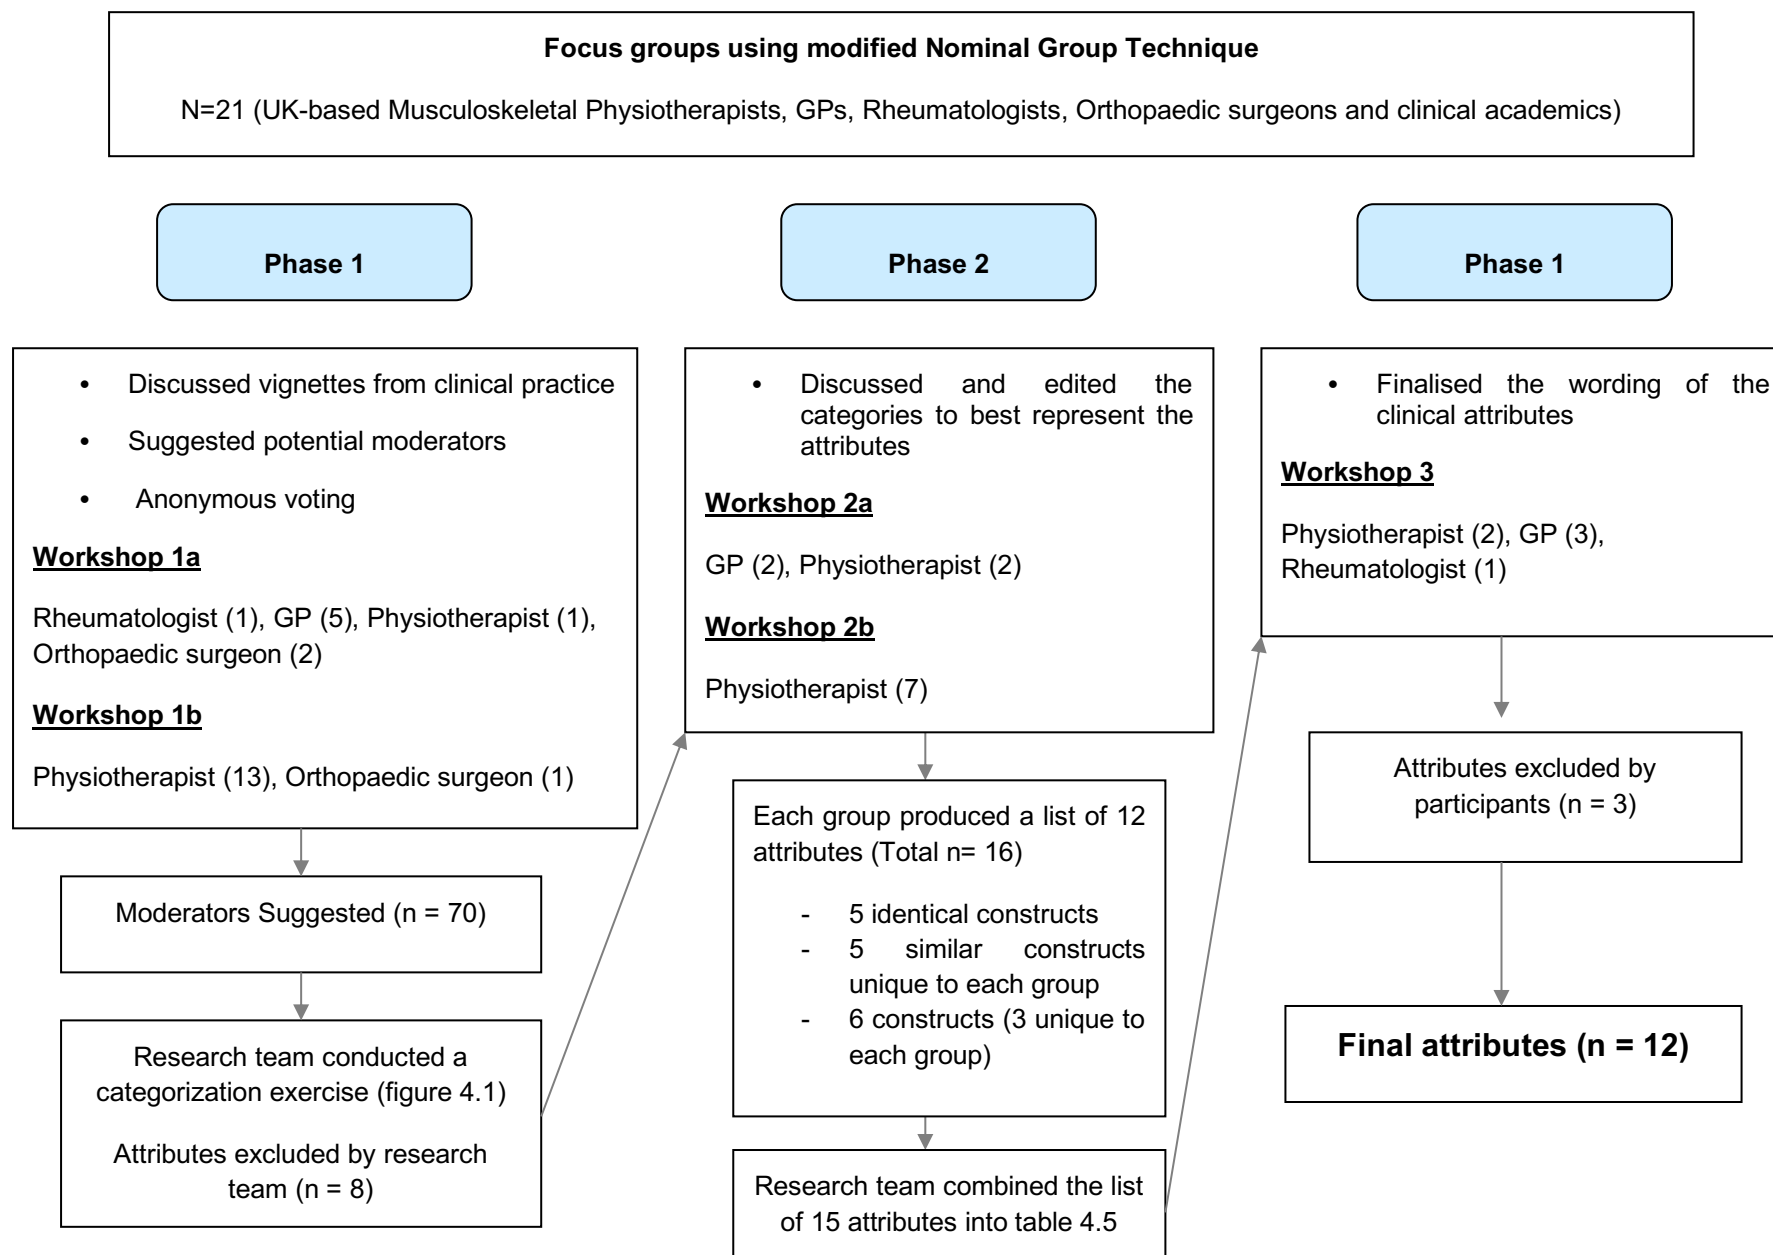 Focus groups using modified Nominal Group Technique
N=21 (UK-based Musculoskeletal Physiotherapists, GPs, Rheumatologists, Orthopaedic surgeons and clinical academics)
Phase 1
• Discussed vignettes from clinical practice
• Suggested potential moderators
• Anonymous voting
Workshop 1a
Rheumatologist (1), GP (5), Physiotherapist (1),
Orthopaedic surgeon (2)
Workshop 1b
Physiotherapist (13), Orthopaedic surgeon (1)
Moderators Suggested (n = 70)
Research team conducted a
categorization exercise (figure 4.1)
Attributes excluded by research
team (n = 8)
Phase 2
• Discussed and edited the
categories to best represent the
attributes
Workshop 2a
GP (2), Physiotherapist (2)
Workshop 2b
Physiotherapist (7)
Each group produced a list of 12
attributes (Total n= 16)
- 5 identical constructs
- 5 similar constructs
unique to each group
- 6 constructs (3 unique to
each group)
Research team combined the list
of 15 attributes into table 4.5
Phase 1
• Finalised the wording of the
clinical attributes
Workshop 3
Physiotherapist (2), GP (3),
Rheumatologist (1)
Attributes excluded by
participants (n = 3)
Final attributes (n = 12)